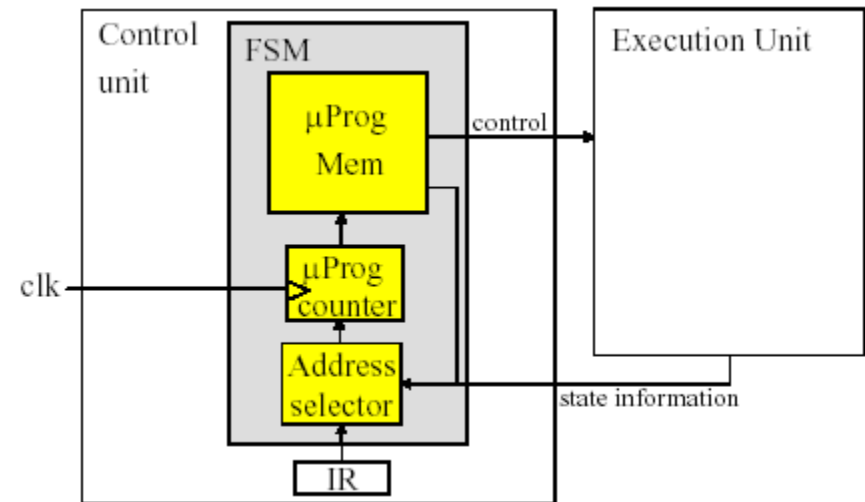 Control
unit
FSM
Execution Unit
μProg
Mem
control
clk
μProg
counter
Address
selector
state information
IR